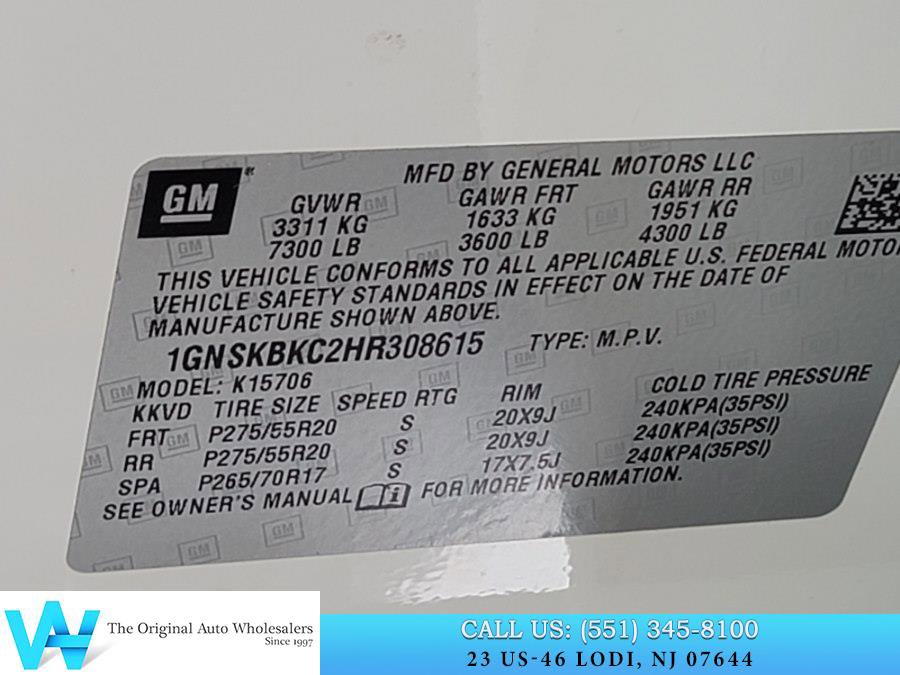 MFD BY GENERAL MOTORS LLC
GM
GVWR GAWR FRT GAWR RR
3311 KG 1633 KG 1951 KG
7300 LB 3600 LB 4300 LB
THIS VEHICLE CONFORMS TO ALL APPLICABLE U.S. FEDERAL MOTOR
VEHICLE SAFETY STANDARDS IN EFFECT ON THE DATE OF
MANUFACTURE SHOWN ABOVE.
1GNSKBKC2HR308615 TYPE: M.P.V.
MODEL: K15706
KKVD TIRE SIZE SPEED RTG RIM COLD TIRE PRESSURE
FRT P275/55R20 S 20X9J 240KPA(35PSI)
RR P275/55R20 S 20X9J 240KPA(35PSI)
SPA P265/70R17 S 17X7.5J 240KPA(35PSI)
SEE OWNER'S MANUAL FOR MORE INFORMATION.
The Original Auto Wholesalers
Since 1997
CALL US: (551) 345-8100
23 US-46 LODI, NJ 07644